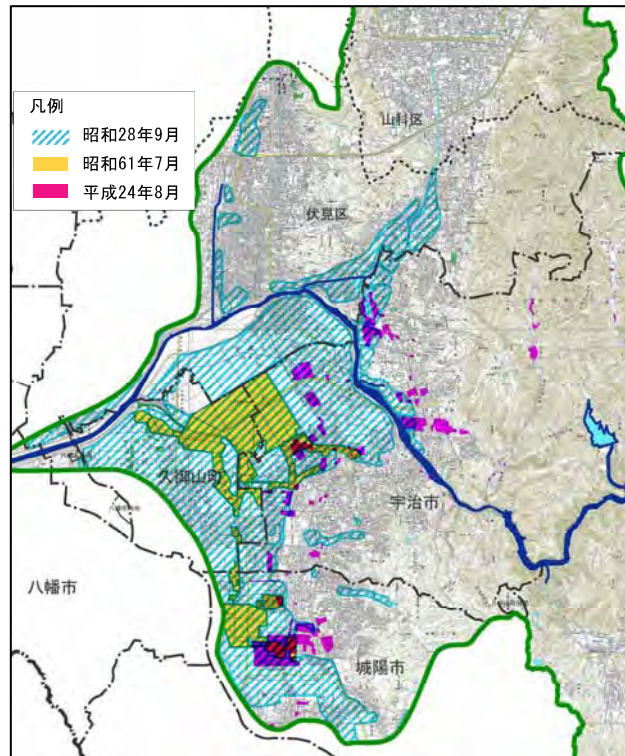 凡例
昭和28年9月
昭和61年7月
平成24年8月
山科区
伏見区
久御山町
宇治市
八幡市
城陽市